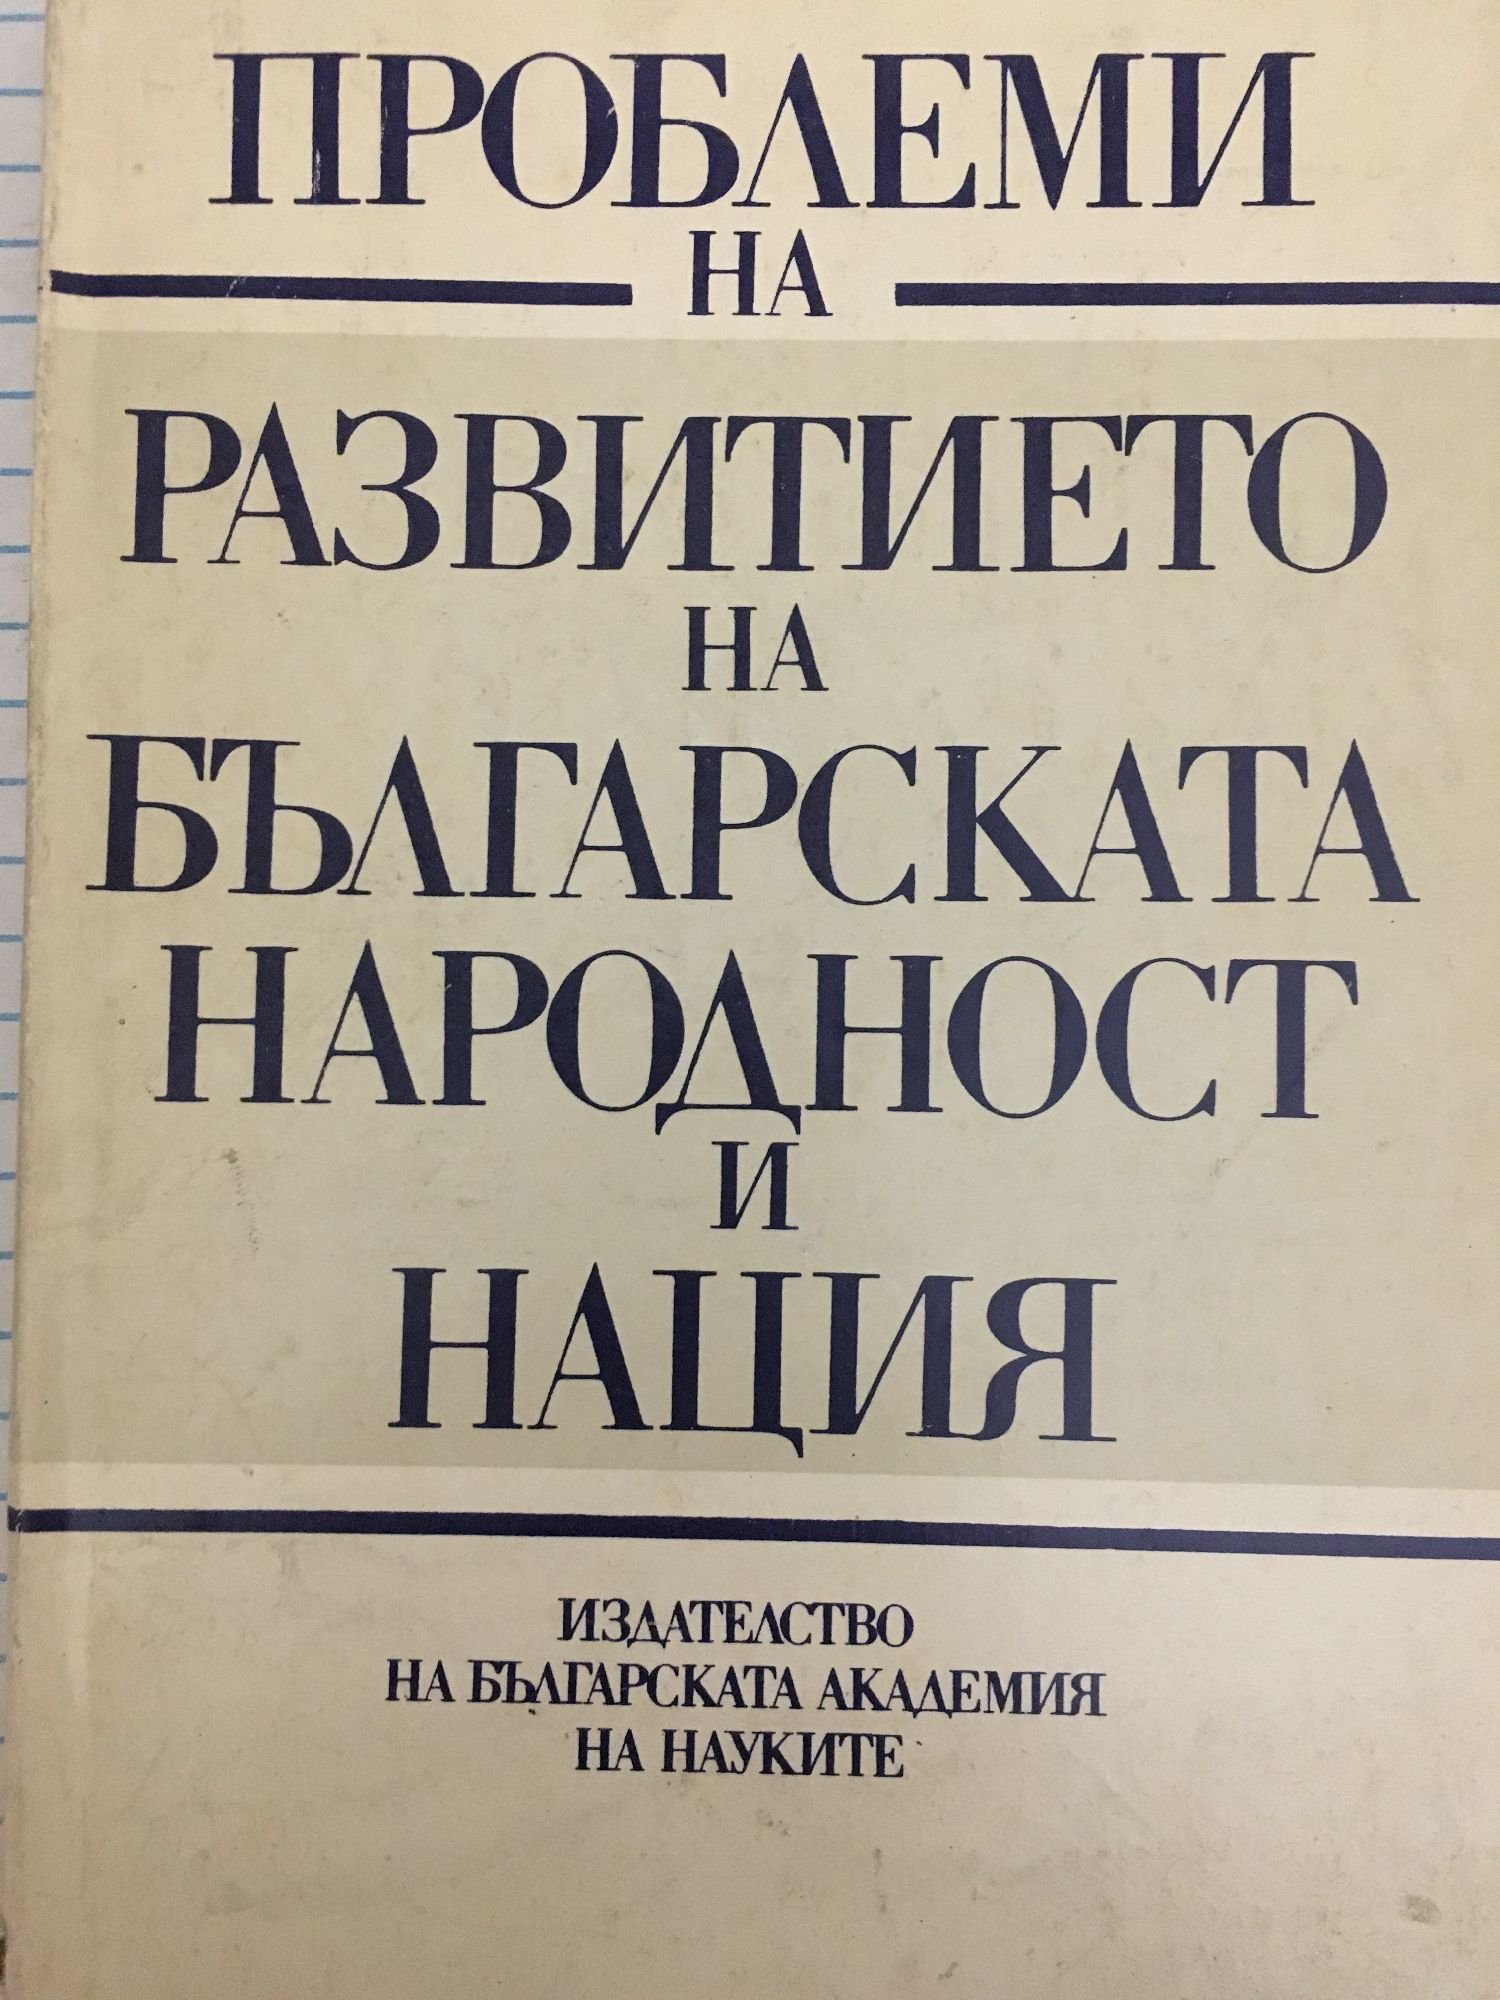 ПРОБЛЕМИ
НА
РАЗВИТИЕТО
НА
БЪЛГАРСКАТА
НАРОДНОСТ
И
НАЦИЯ
ИЗДАТЕЛСТВО
НА БЪЛГАРСКАТА АКАДЕМИЯ
НА НАУКИТЕ